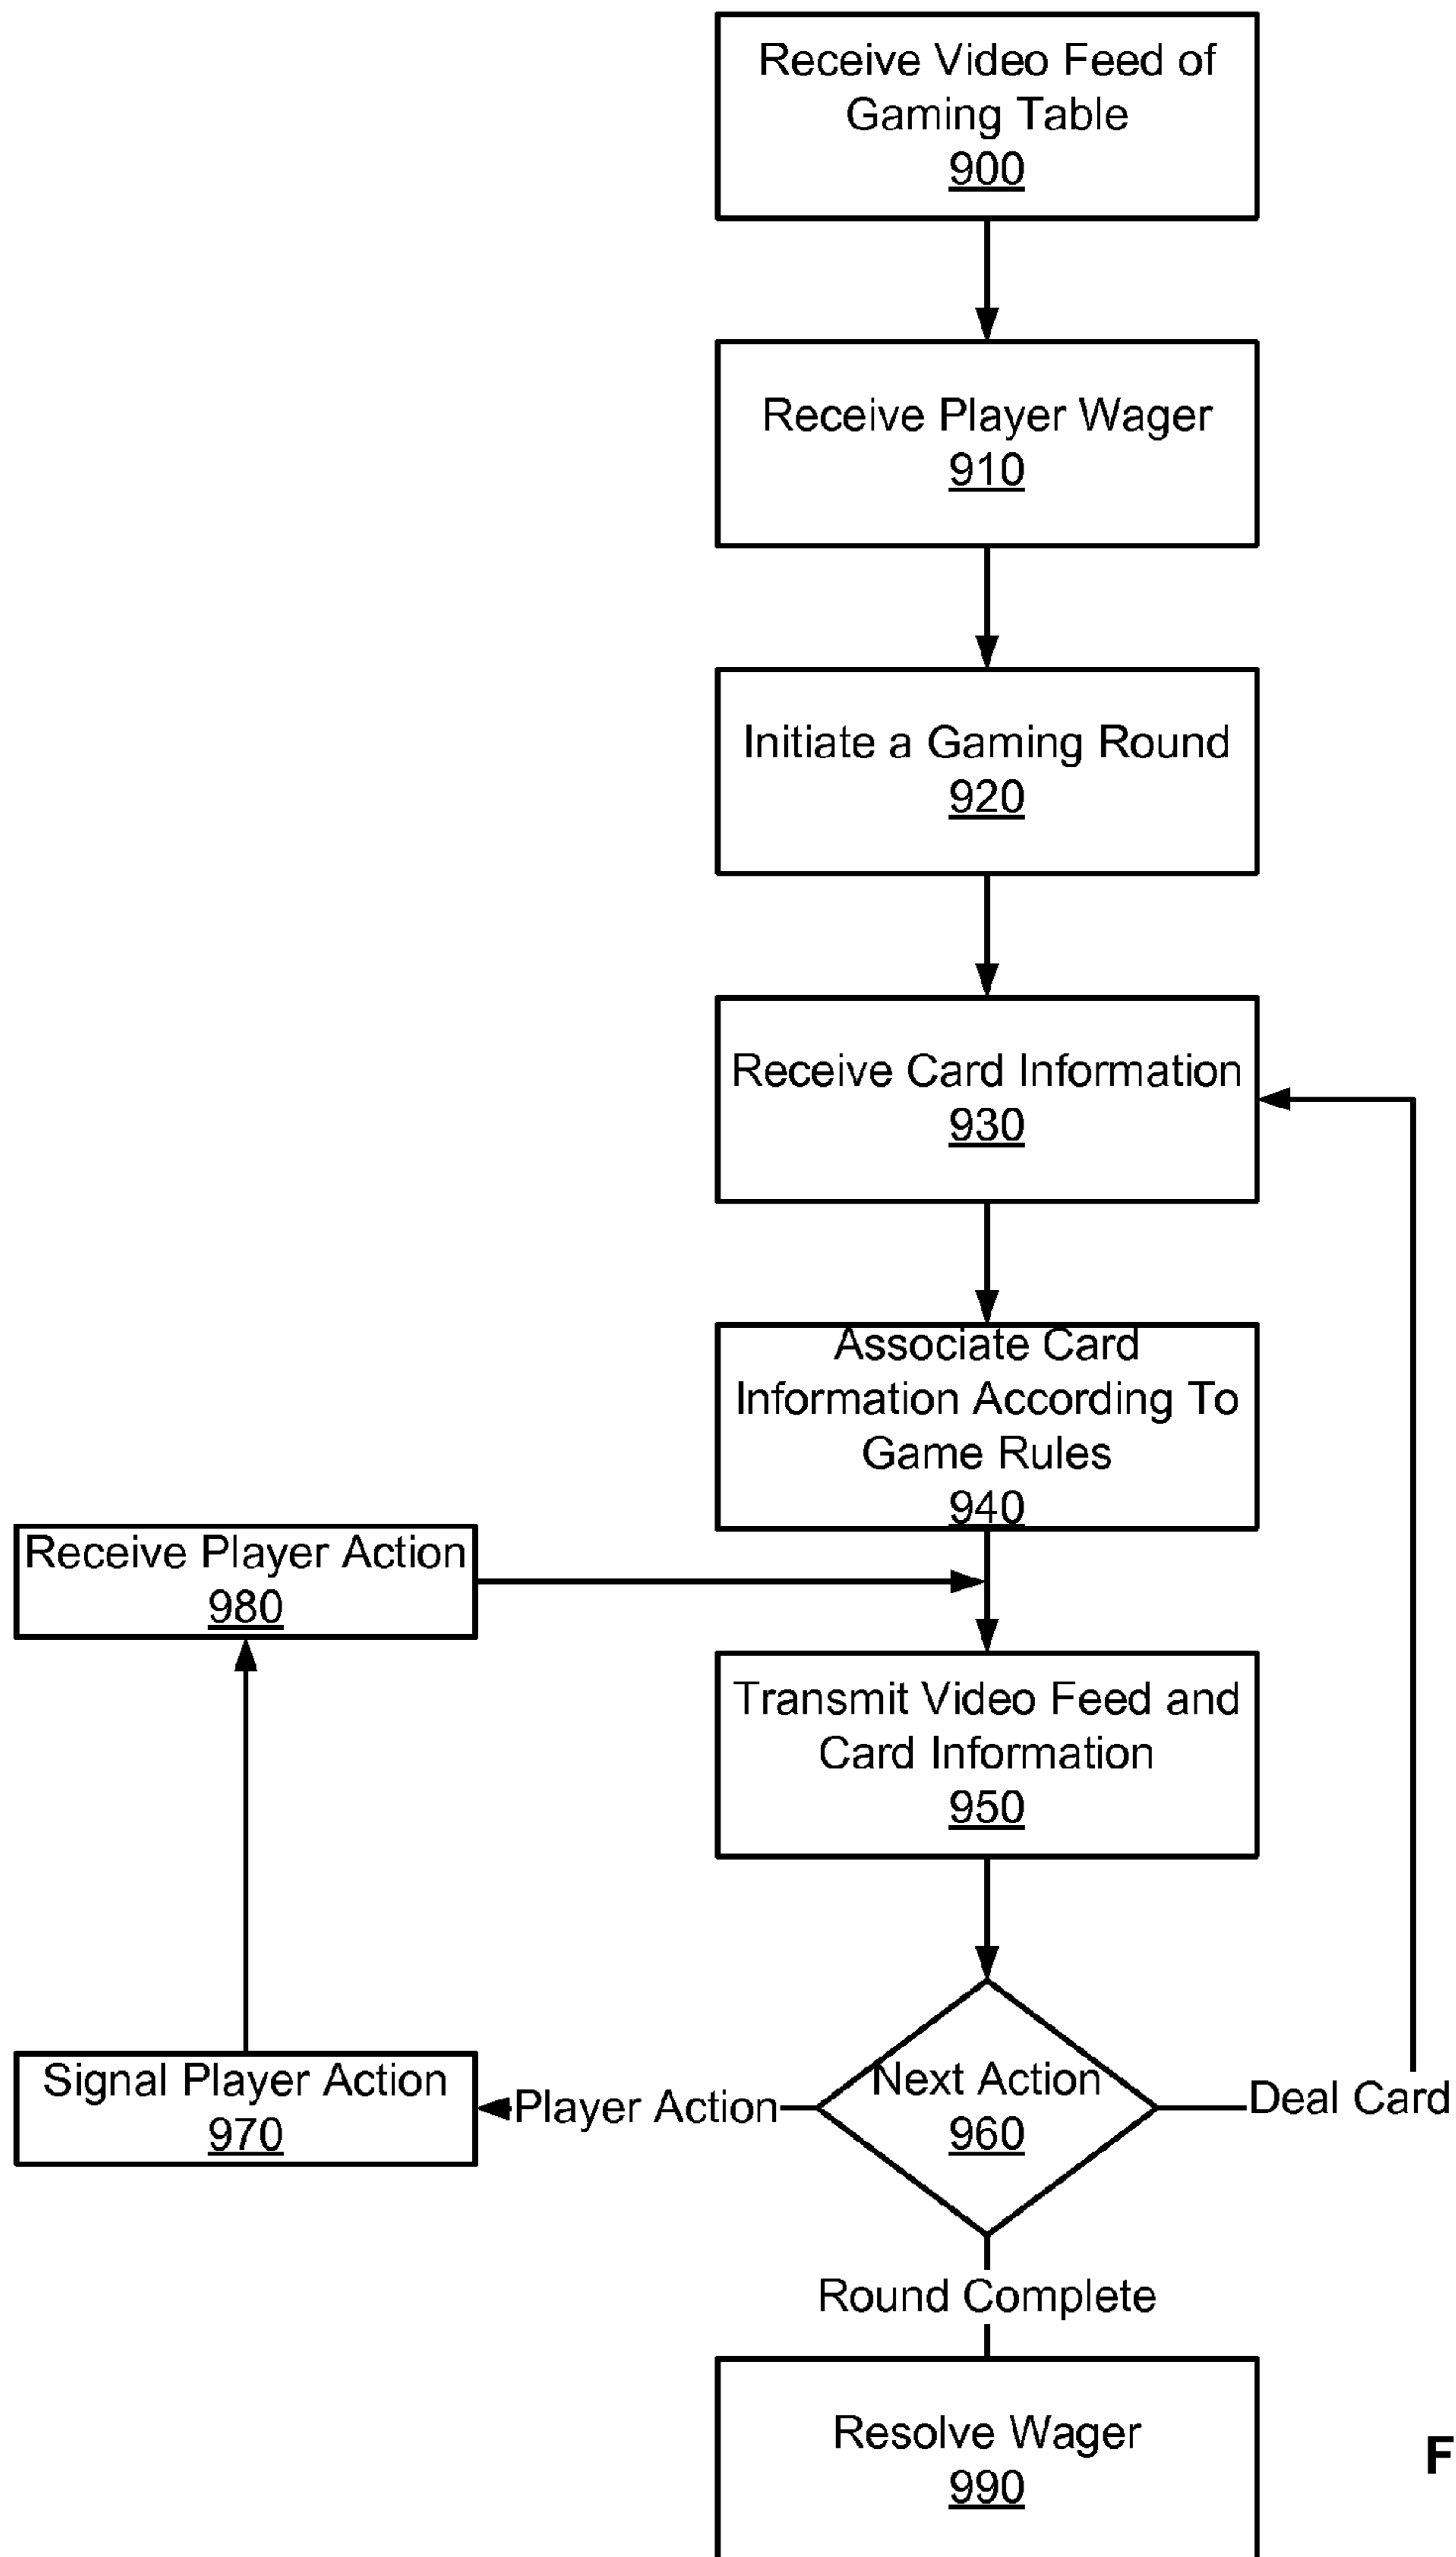 Receive Video Feed of
Gaming Table
900
Receive Player Wager
910
Initiate a Gaming Round
920
Receive Card Information
930
Associate Card
Information According To
Game Rules
940
Receive Player Action
980
Transmit Video Feed and
Card Information
950
Signal Player Action
970
Player Action
Next Action
960
Deal Card
Round Complete
Resolve Wager
990
F